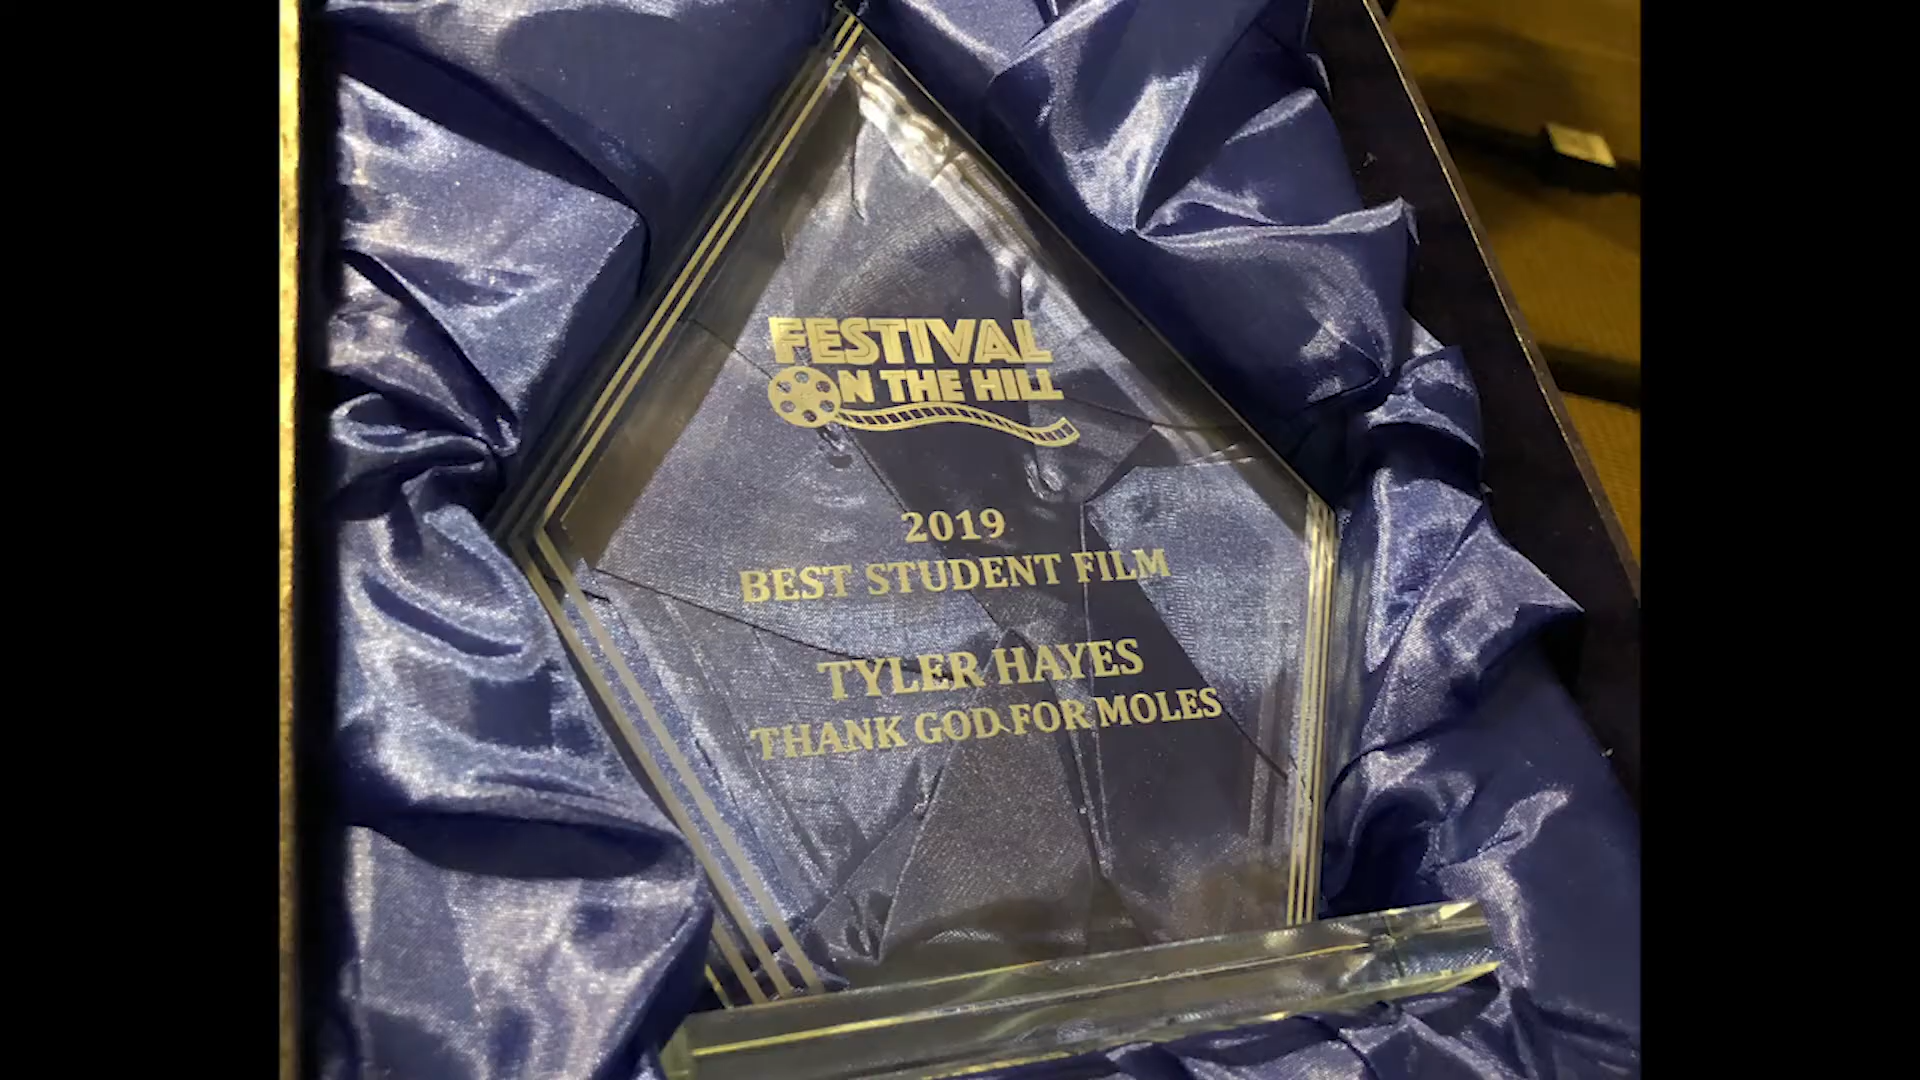 FESTIVAL
ON THE HILL
2019
BEST STUDENT FILM
TYLER HAYES
THANK GOD FOR MOLES